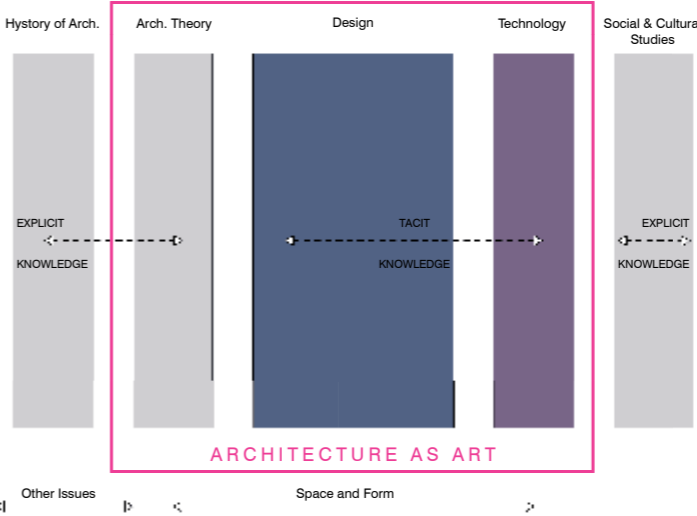 Hystory of Arch.
Arch. Theory
Design
Technology
Social & Cultura
Studies
EXPLICIT
KNOWLEDGE
TACIT
KNOWLEDGE
EXPLICIT
KNOWLEDGE
ARCHITECTURE AS ART
Other Issues
Space and Form